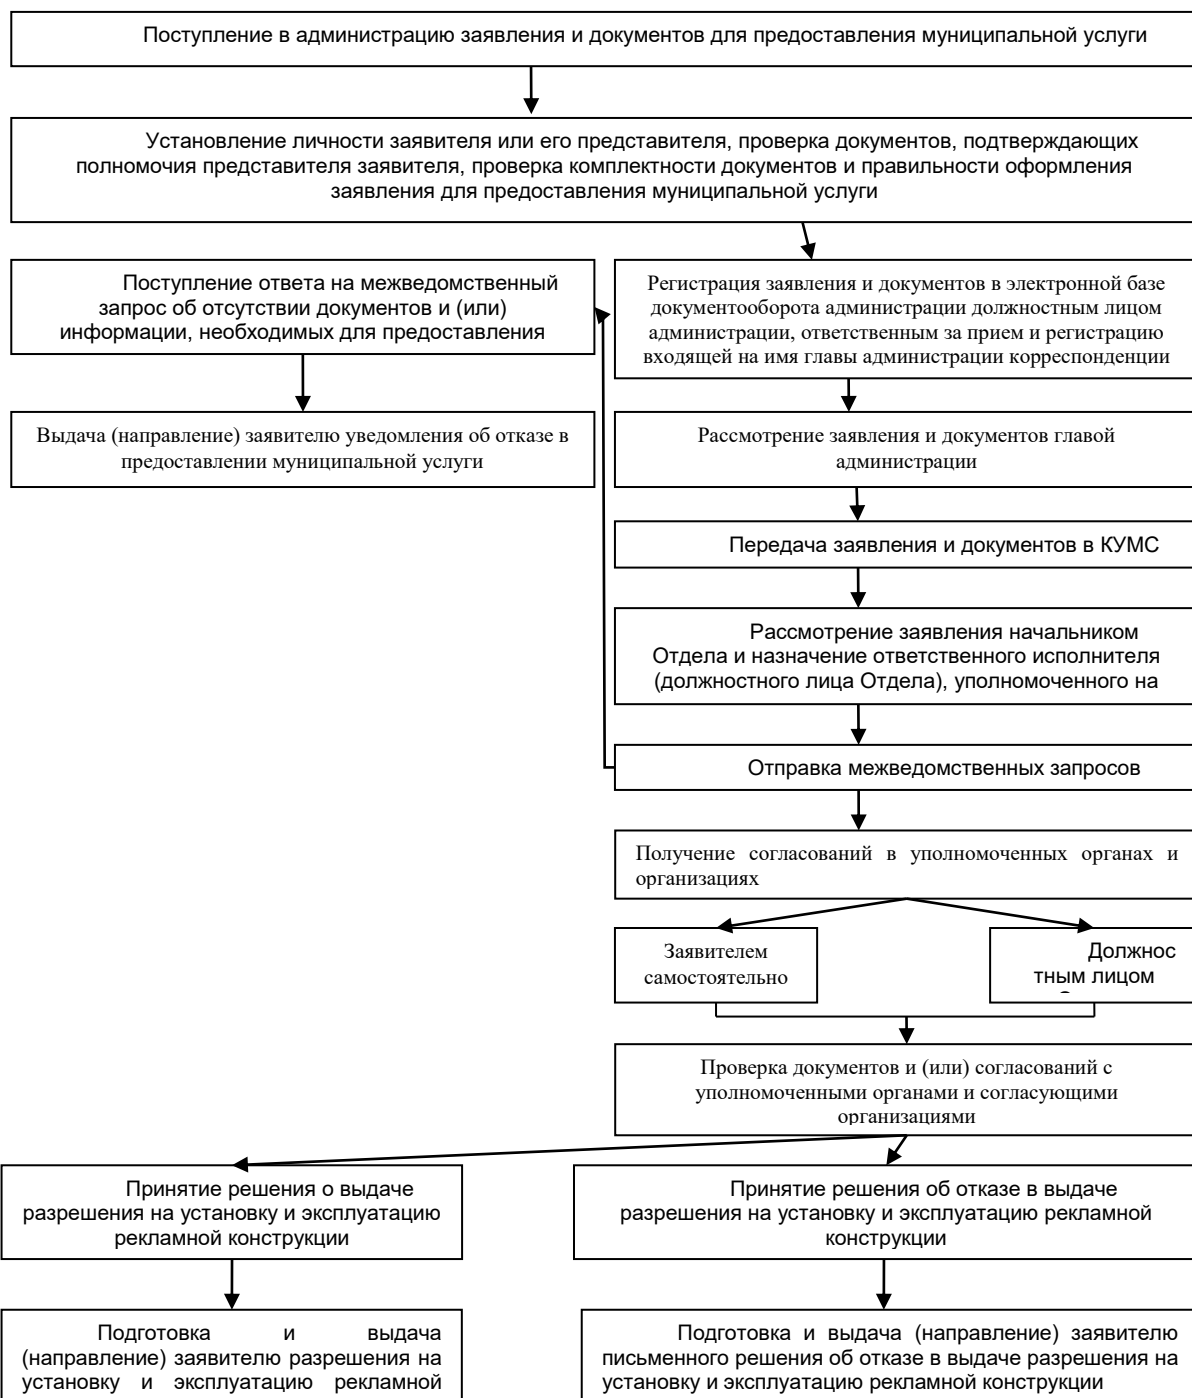 Поступление в администрацию заявления и документов для предоставления муниципальной услуги
Установление личности заявителя или его представителя, проверка документов, подтверждающих
полномочия представителя заявителя, проверка комплектности документов и правильности оформления
заявления для предоставления муниципальной услуги
Поступление ответа на межведомственный
запрос об отсутствии документов и (или)
информации, необходимых для предоставления
Регистрация заявления и документов в электронной базе
документооборота администрации должностным лицом
администрации, ответственным за прием и регистрацию
входящей на имя главы администрации корреспонденции
Выдача (направление) заявителю уведомления об отказе в
предоставлении муниципальной услуги
Рассмотрение заявления и документов главой
администрации
Передача заявления и документов в КУМС
Рассмотрение заявления начальником
Отдела и назначение ответственного исполнителя
(должностного лица Отдела), уполномоченного на
Отправка межведомственных запросов
Получение согласований в уполномоченных органах и
организациях
Заявителем
самостоятельно
Должнос
тным лицом
Проверка документов и (или) согласований с
уполномоченными органами и согласующими
организациями
Принятие решения о выдаче
разрешения на установку и эксплуатацию
рекламной конструкции
Принятие решения об отказе в выдаче
разрешения на установку и эксплуатацию рекламной
конструкции
Подготовка и выдача
(направление) заявителю разрешения на
установку и эксплуатацию рекламной
Подготовка и выдача (направление) заявителю
письменного решения об отказе в выдаче разрешения на
установку и эксплуатацию рекламной конструкции